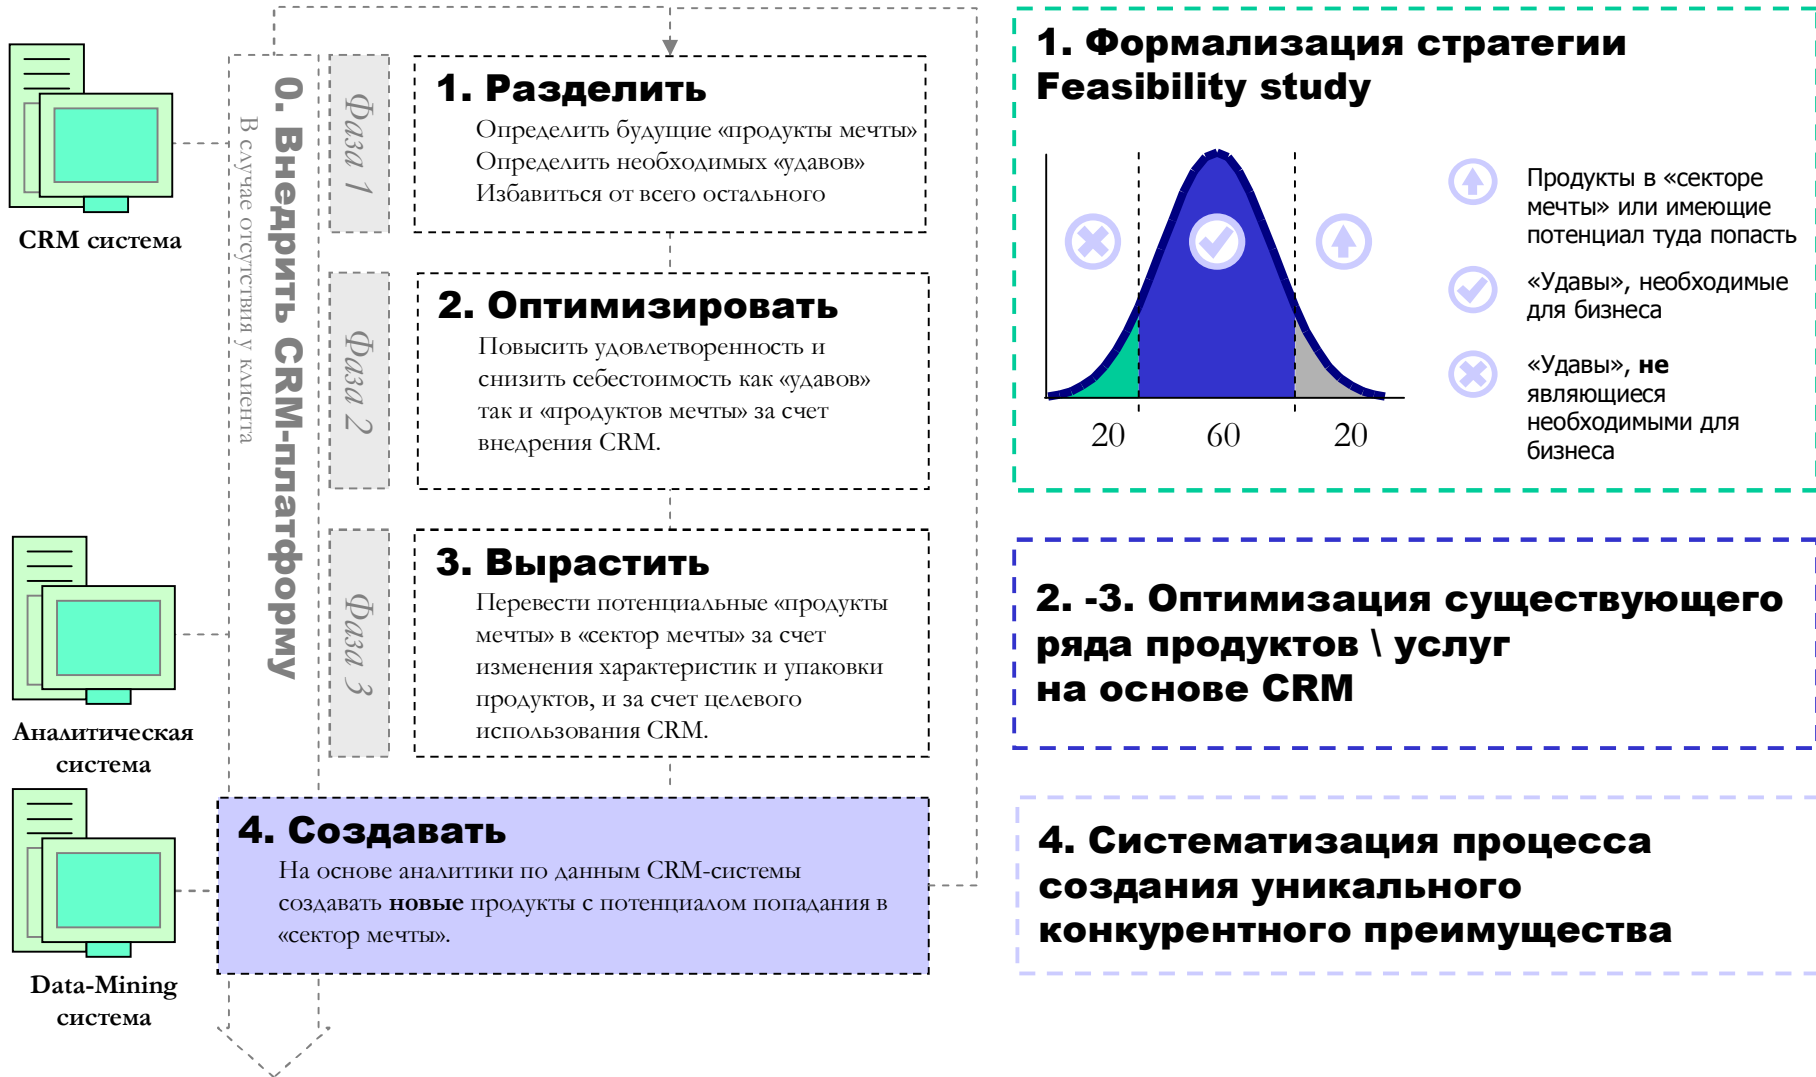 CRM система
Аналитическая
система
Data-Mining
система
0. Внедрить CRM-платформу
В случае отсутствия у клиента
Фаза 1
1. Разделить
Определить будущие «продукты мечты»
Определить необходимых «удавов»
Избавиться от всего остального
Фаза 2
2. Оптимизировать
Повысить удовлетворенность и
снизить себестоимость как «удавов»
так и «продуктов мечты» за счет
внедрения CRM.
Фаза 3
3. Вырастить
Перевести потенциальные «продукты
мечты» в «сектор мечты» за счет
изменения характеристик и упаковки
продуктов, и за счет целевого
использования CRM.
4. Создавать
На основе аналитики по данным CRM-системы
создавать новые продукты с потенциалом попадания в
«сектор мечты».
1. Формализация стратегии
Feasibility study
20
60
20
Продукты в «секторе
мечты» или имеющие
потенциал туда попасть
«Удавы», необходимые
для бизнеса
«Удавы», не
являющиеся
необходимыми для
бизнеса
2. -3. Оптимизация существующего
ряда продуктов \ услуг
на основе CRM
4. Систематизация процесса
создания уникального
конкурентного преимущества